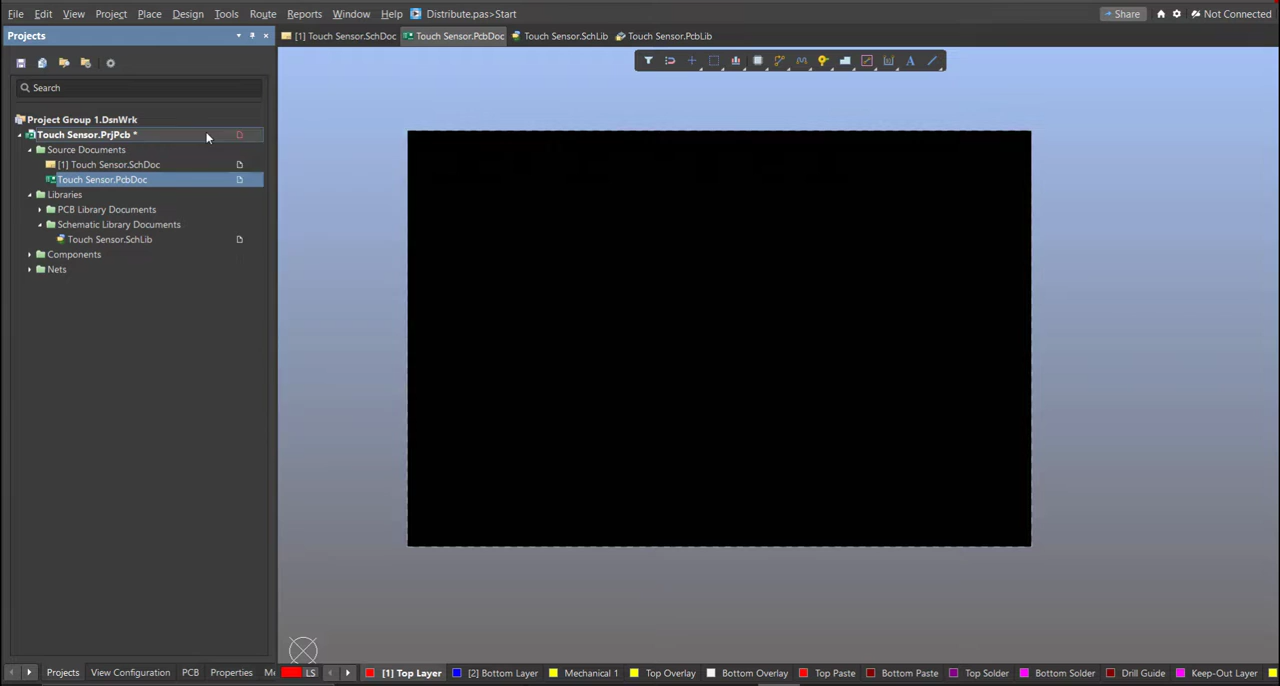 File Edit View Project Place Design Tools Route Reports Window Help Distribute.pas>Start Share Not Connected
Projects
[1] Touch Sensor.SchDoc Touch Sensor.PcbDoc Touch Sensor.SchLib Touch Sensor.PcbLib
Search
Project Group 1.DsnWrk
Touch Sensor.PrjPcb *
Source Documents
[1] Touch Sensor.SchDoc
Touch Sensor.PcbDoc
Libraries
PCB Library Documents
Schematic Library Documents
Touch Sensor.SchLib
Components
Nets
Projects View Configuration PCB Properties Me LS [1] Top Layer [2] Bottom Layer Mechanical 1 Top Overlay Bottom Overlay Top Paste Bottom Paste Top Solder Bottom Solder Drill Guide Keep-Out Layer